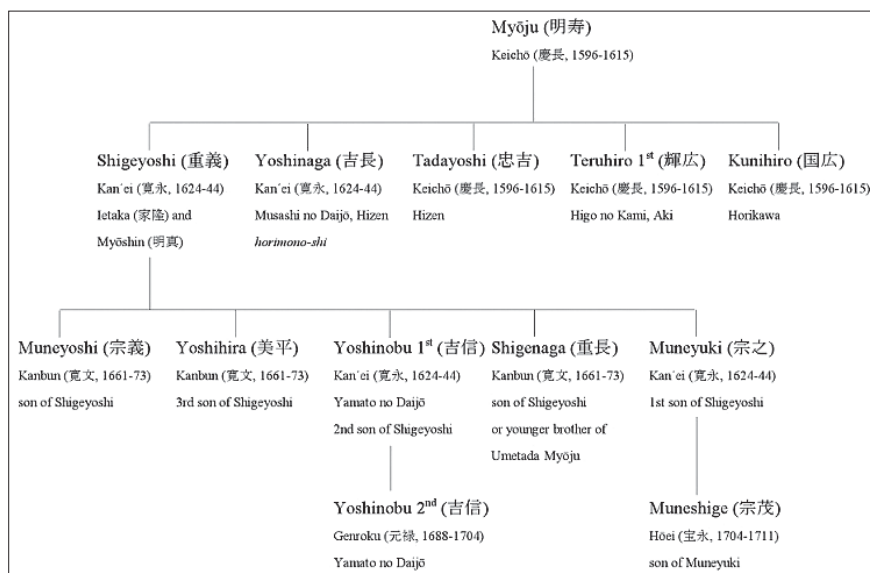 Myōju (明寿)
Keichō (慶長, 1596-1615)
Shigeyoshi (重義)
Kan´ei (寛永, 1624-44)
Ietaka (家隆) and
Myōshin (明真)
Yoshinaga (吉長)
Kan´ei (寛永, 1624-44)
Musashi no Daijō, Hizen
horimono-shi
Tadayoshi (忠吉)
Keichō (慶長, 1596-1615)
Hizen
Teruhiro 1st (輝広)
Keichō (慶長, 1596-1615)
Higo no Kami, Aki
Kunihiro (国広)
Keichō (慶長, 1596-1615)
Horikawa
Muneyoshi (宗義)
Kanbun (寛文, 1661-73)
son of Shigeyoshi
Yoshihira (美平)
Kanbun (寛文, 1661-73)
3rd son of Shigeyoshi
Yoshinobu 1st (吉信)
Kan´ei (寛永, 1624-44)
Yamato no Daijō
2nd son of Shigeyoshi
Shigenaga (重長)
Kanbun (寛文, 1661-73)
son of Shigeyoshi
or younger brother of
Umetada Myōju
Muneyuki (宗之)
Kan´ei (寛永, 1624-44)
1st son of Shigeyoshi
Yoshinobu 2nd (吉信)
Genroku (元禄, 1688-1704)
Yamato no Daijō
Muneshige (宗茂)
Hōei (宝永, 1704-1711)
son of Muneyuki